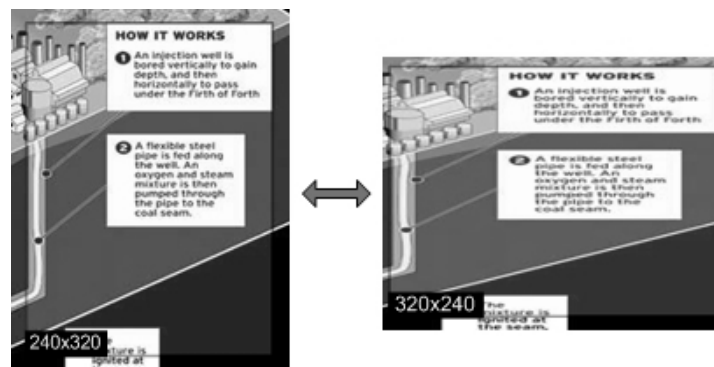 HOW IT WORKS
1 An injection well is
bored vertically to gain
depth, and then
horizontally to pass
under the Firth of Forth
2 A flexible steel
pipe is fed along
the well. An
oxygen and steam
mixture is then
pumped through
the pipe to the
coal seam.
240x320
mixture is
ignited at
HOW IT WORKS
1 An injection well is
bored vertically to gain
depth, and then
horizontally to pass
under the Firth of Forth
2 A flexible steel
pipe is fed along
the well. An
oxygen and steam
mixture is then
pumped through
the pipe to the
coal seam.
320x240
The
mixture is
ignited at
the seam.